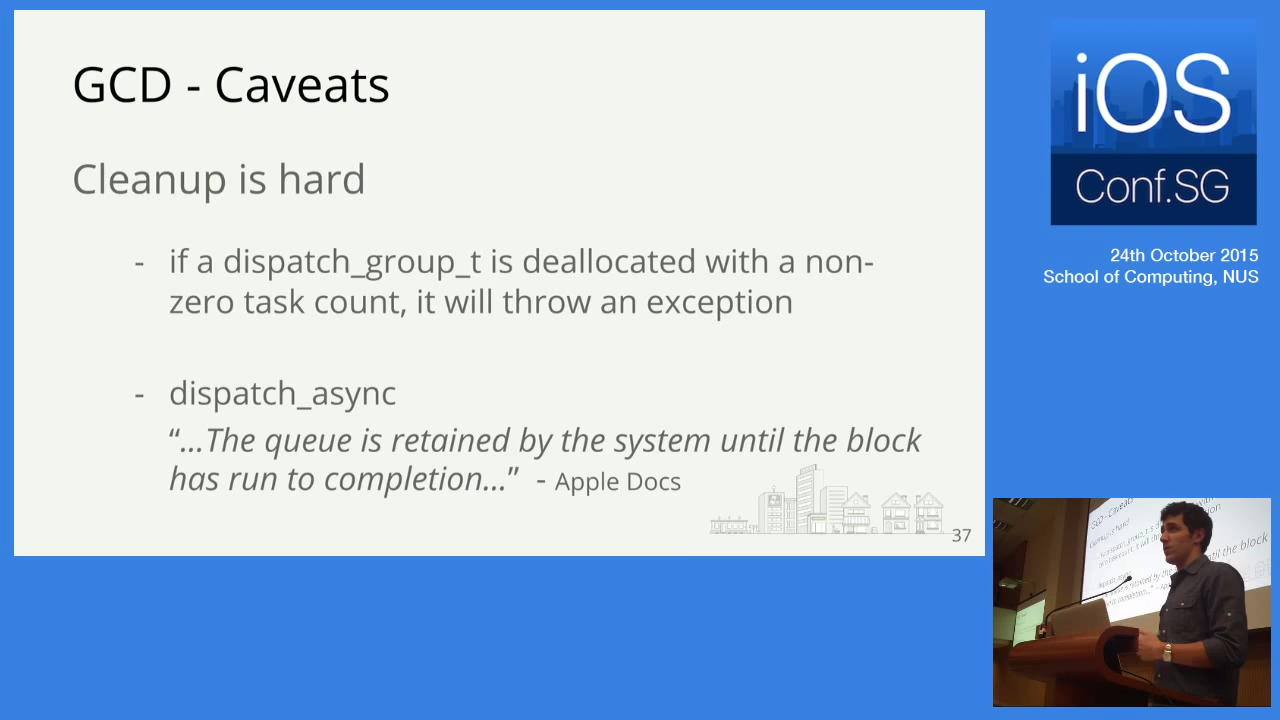 GCD - Caveats
Cleanup is hard
- if a dispatch_group_t is deallocated with a non-
zero task count, it will throw an exception
- dispatch_async
“...The queue is retained by the system until the block
has run to completion...” - Apple Docs
37
iOS
Conf.SG
24th October 2015
School of Computing, NUS